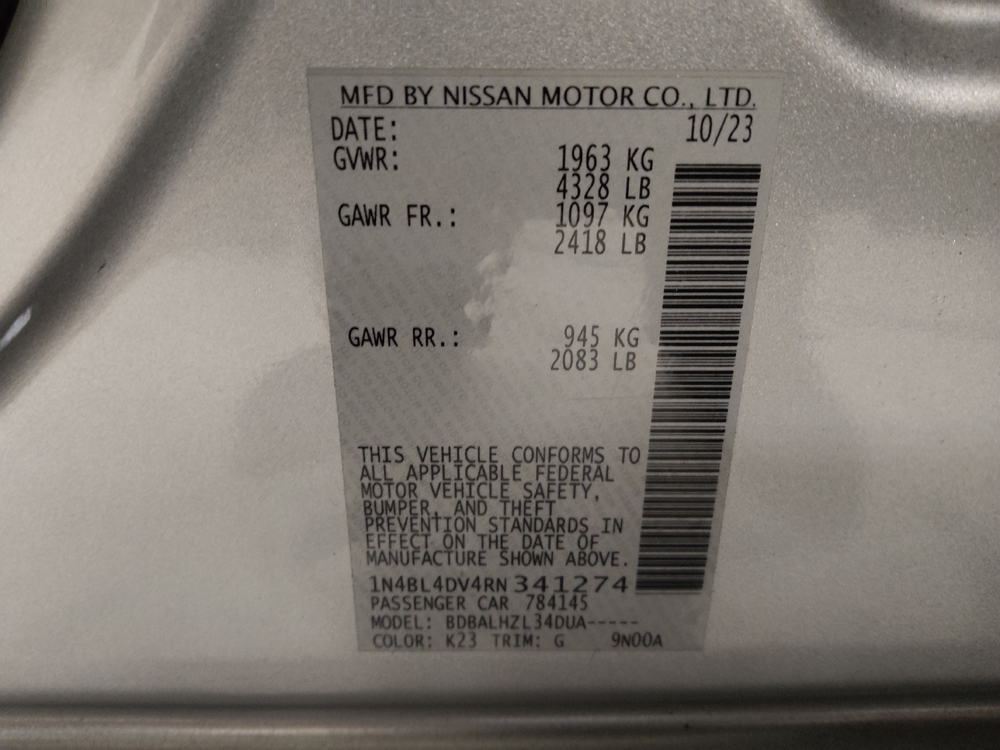 MFD BY NISSAN MOTOR CO., LTD.
DATE: 10/23
GVWR: 1963 KG
4328 LB
GAWR FR.: 1097 KG
2418 LB
GAWR RR.: 945 KG
2083 LB
THIS VEHICLE CONFORMS TO
ALL APPLICABLE FEDERAL
MOTOR VEHICLE SAFETY,
BUMPER, AND THEFT
PREVENTION STANDARDS IN
EFFECT ON THE DATE OF
MANUFACTURE SHOWN ABOVE.
1N4BL4DV4RN341274
PASSENGER CAR 784145
MODEL: BDBALHZL34DUA-----
COLOR: K23 TRIM: G 9N00A